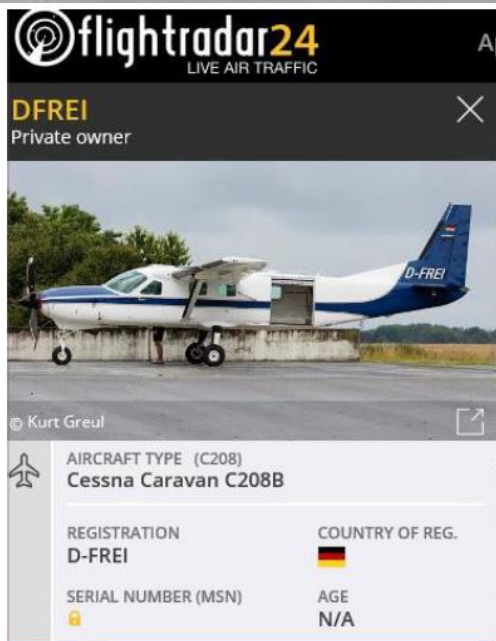 flightradar24
LIVE AIR TRAFFIC
DFREI
Private owner
D-FREI
© Kurt Greul
AIRCRAFT TYPE (C208)
Cessna Caravan C208B
REGISTRATION
D-FREI
COUNTRY OF REG.
SERIAL NUMBER (MSN)
AGE
N/A